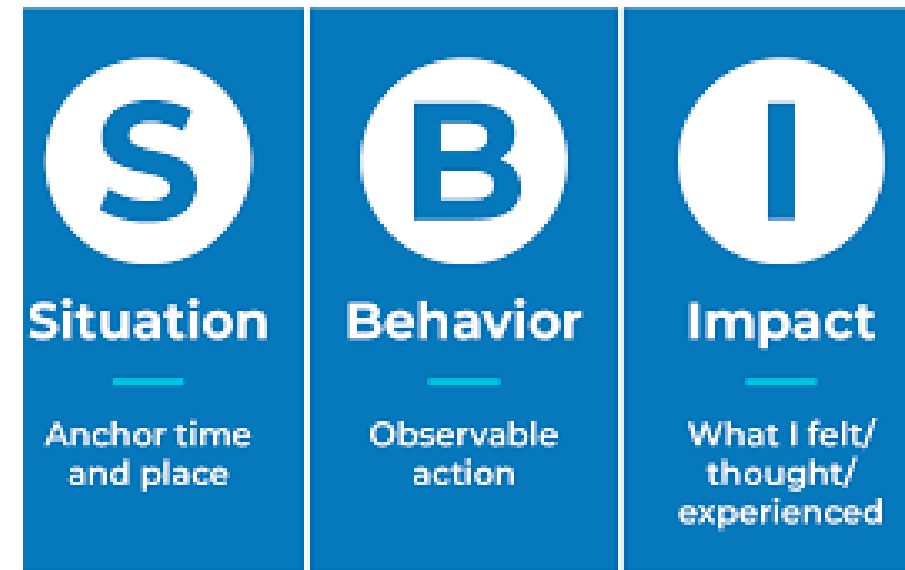 S
Situation
Anchor time
and place
B
Behavior
Observable
action
I
Impact
What I felt/
thought/
experienced